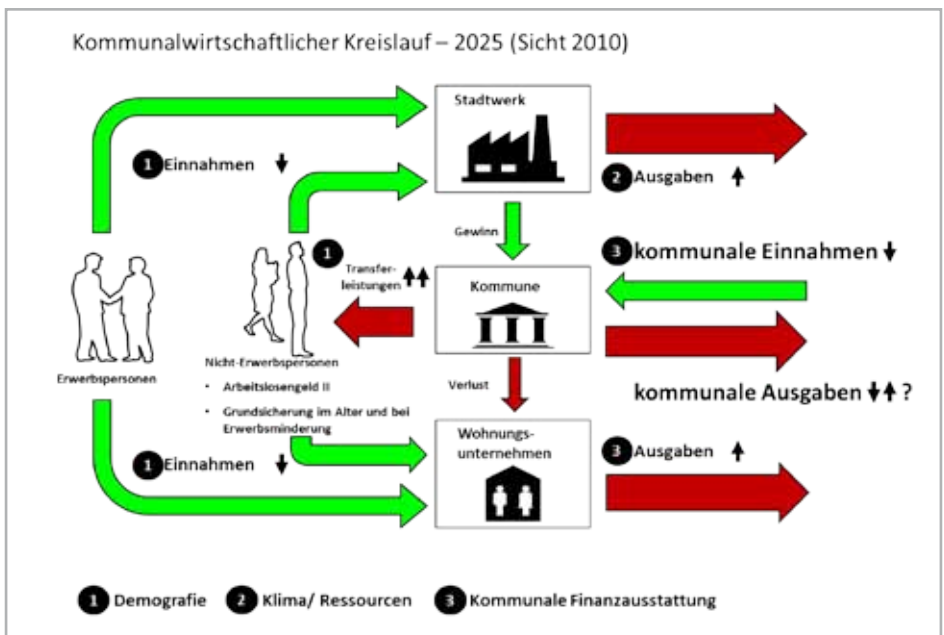 Kommunalwirtschaftlicher Kreislauf – 2025 (Sicht 2010)
Stadtwerk
1 Einnahmen ↓
2 Ausgaben ↑
Gewinn
3 kommunale Einnahmen ↓
1
Transfer-
leistungen ↑↑
Kommune
Erwerbspersonen
Nicht-Erwerbspersonen
• Arbeitslosengeld II
• Grundsicherung im Alter und bei
Erwerbsminderung
Verlust
kommunale Ausgaben ↓↑ ?
1 Einnahmen ↓
Wohnungs-
unternehmen
3 Ausgaben ↑
1 Demografie 2 Klima/ Ressourcen 3 Kommunale Finanzausstattung